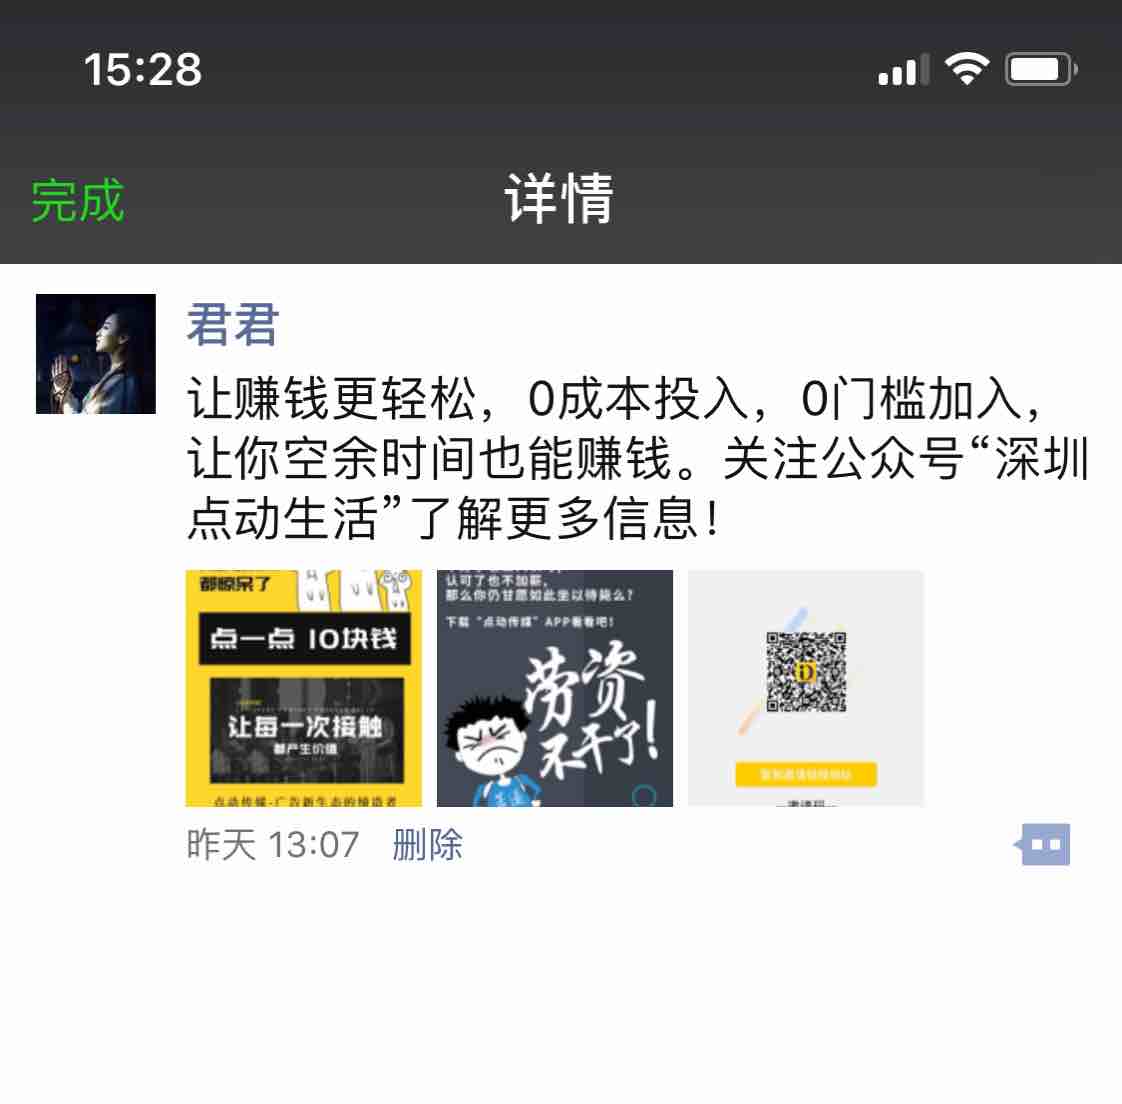 15:28
完成
详情
君君
让赚钱更轻松，0成本投入，0门槛加入，
让你空余时间也能赚钱。关注公众号“深圳
点动生活”了解更多信息！
都惊呆了
点一点 10块钱
让每一次接触
都产生价值
点动传媒-广告新生态的缔造者
认可了也不加薪，
那么你仍甘愿如此坐以待毙么？
下载“点动传媒”APP看看吧！
劳资
不干了！
昨天 13:07 删除